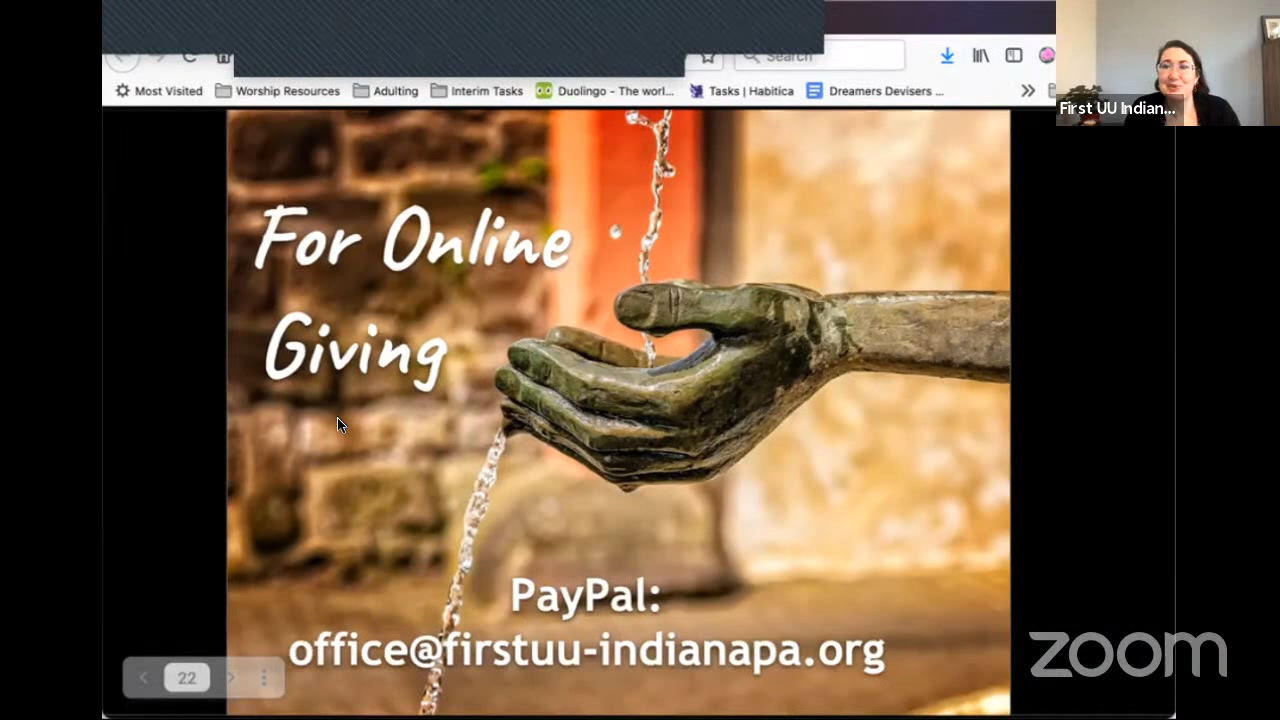 Search
Most Visited
Worship Resources
Adulting
Interim Tasks
Duolingo - The worl...
Tasks | Habitica
Dreamers Devisers ...
First UU Indian...
For Online
Giving
PayPal:
office@firstuu-indianapa.org
22
zoom